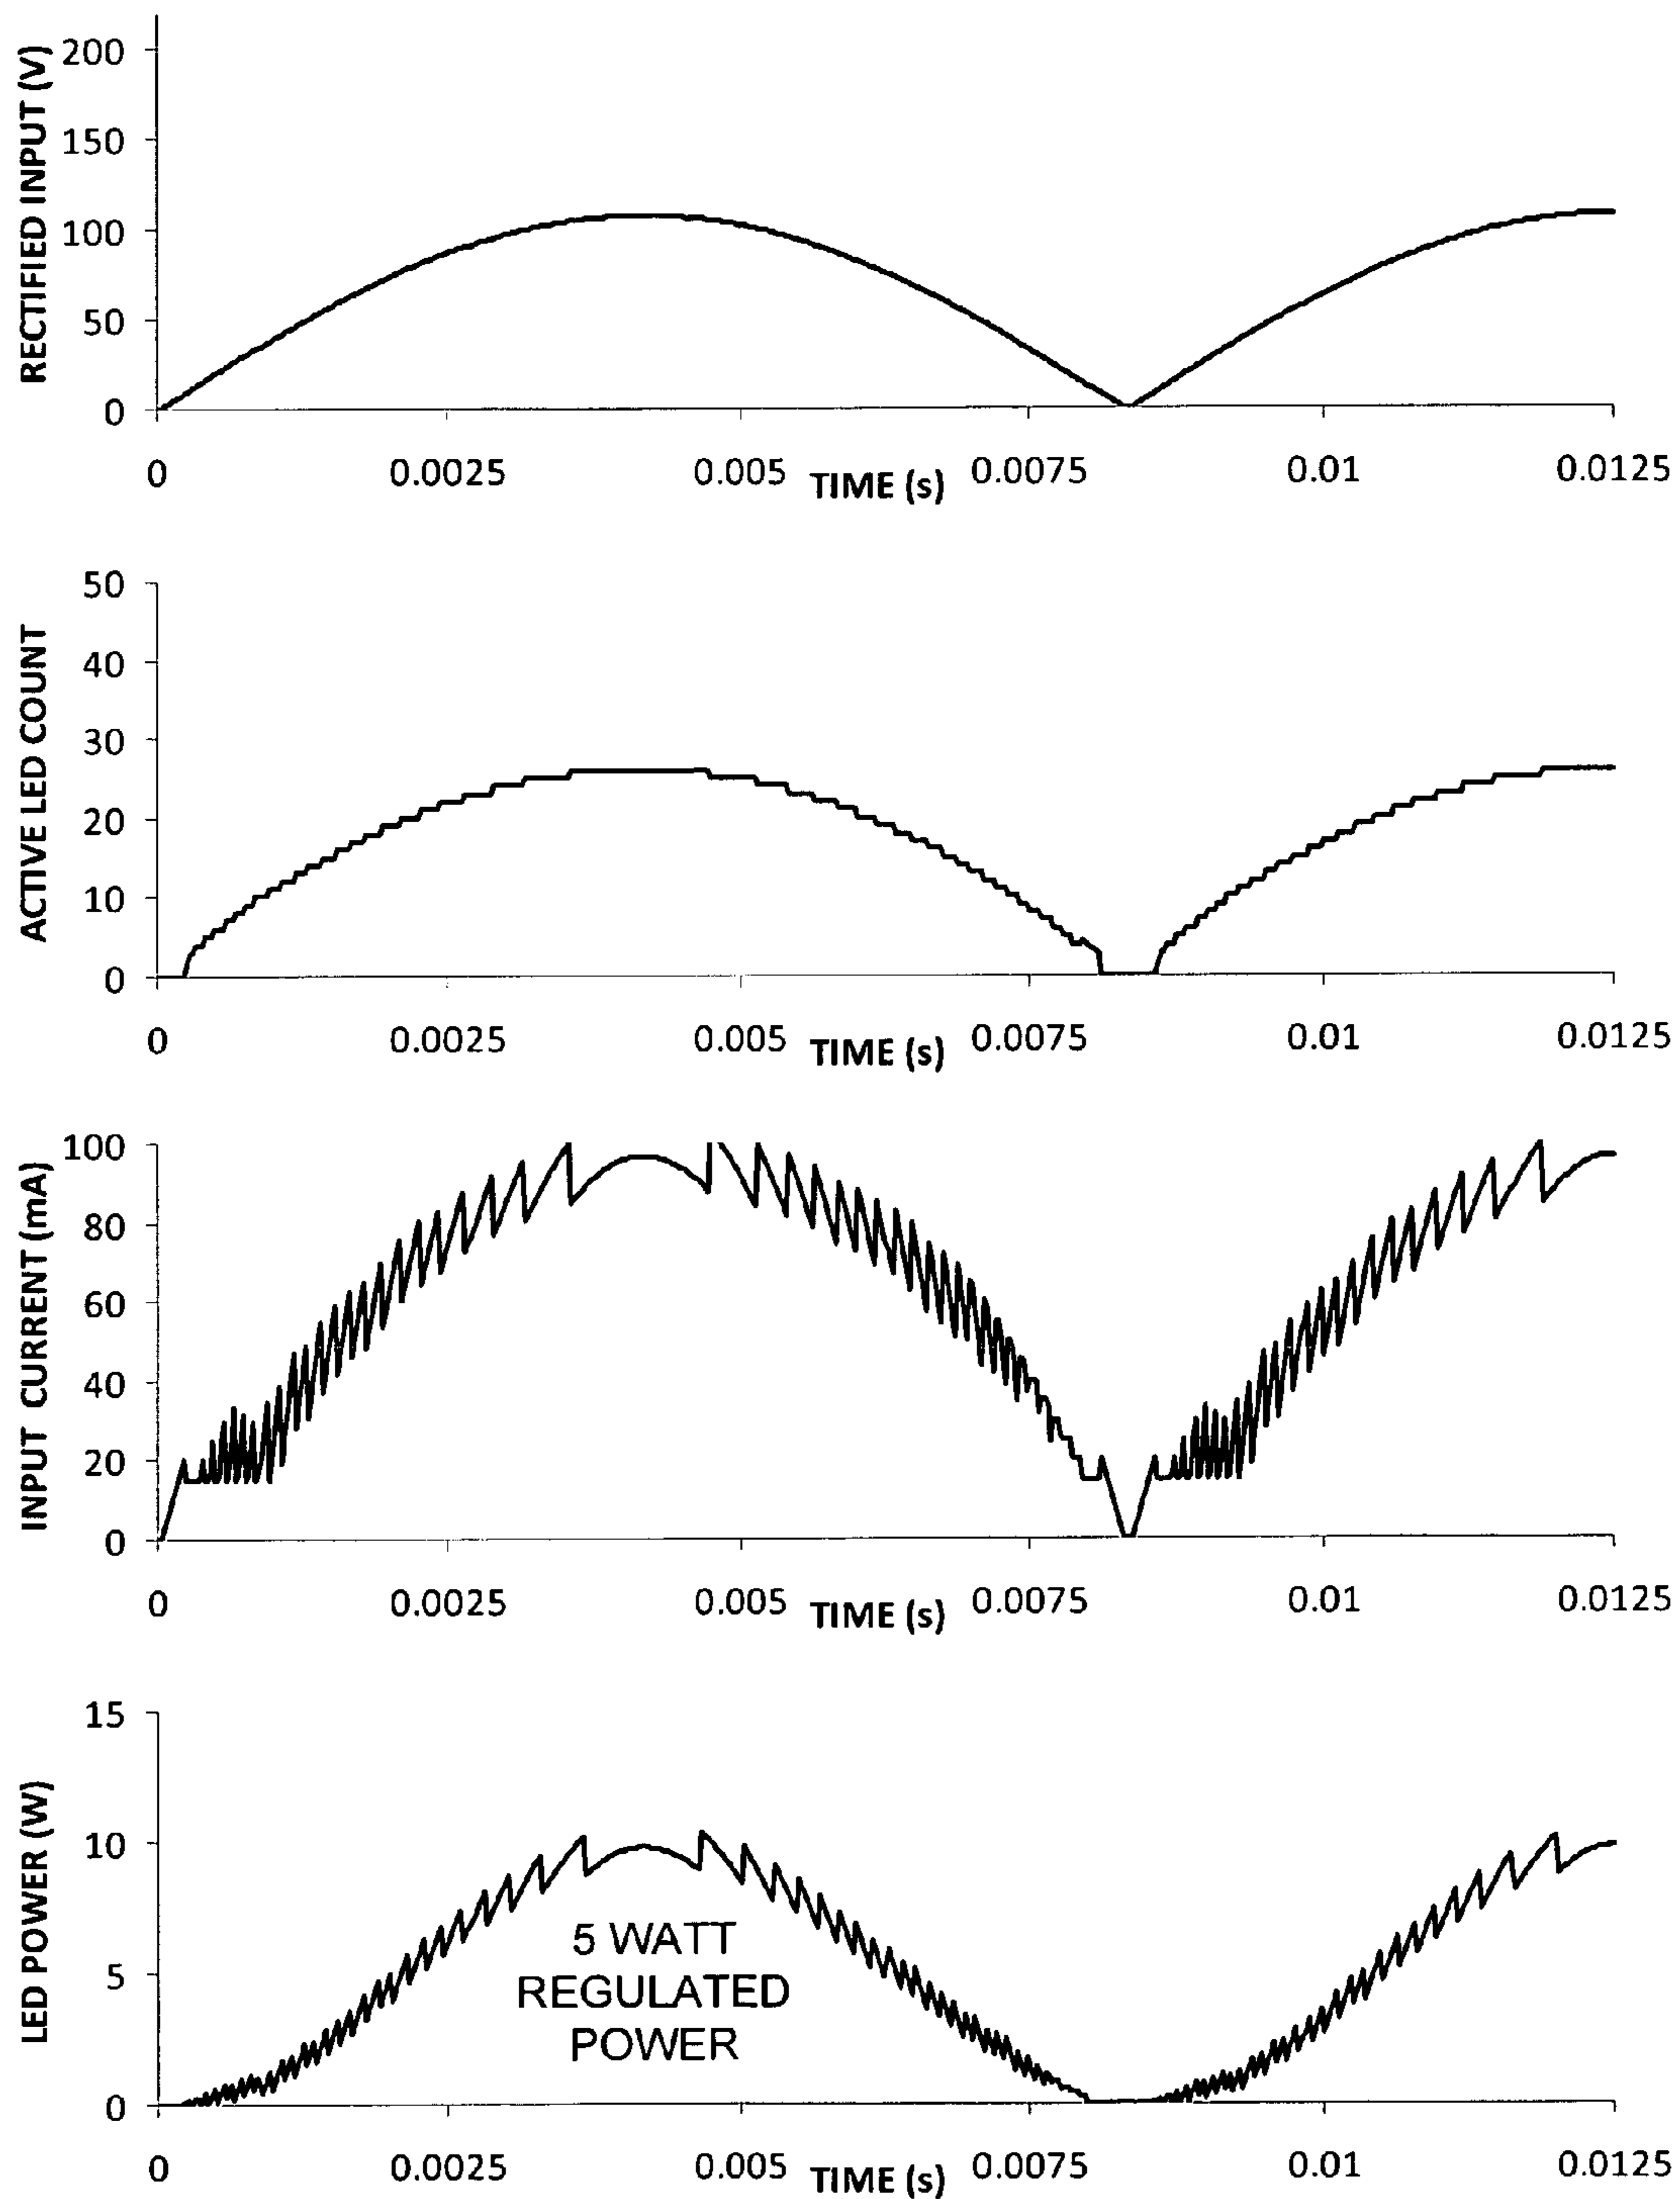 RECTIFIED INPUT (V)
200
150
100
50
0
0 0.0025 0.005 TIME (s) 0.0075 0.01 0.0125
ACTIVE LED COUNT
50
40
30
20
10
0
0 0.0025 0.005 TIME (s) 0.0075 0.01 0.0125
INPUT CURRENT (mA)
100
80
60
40
20
0
0 0.0025 0.005 TIME (s) 0.0075 0.01 0.0125
LED POWER (W)
15
10
5
0
5 WATT
REGULATED
POWER
0 0.0025 0.005 TIME (s) 0.0075 0.01 0.0125